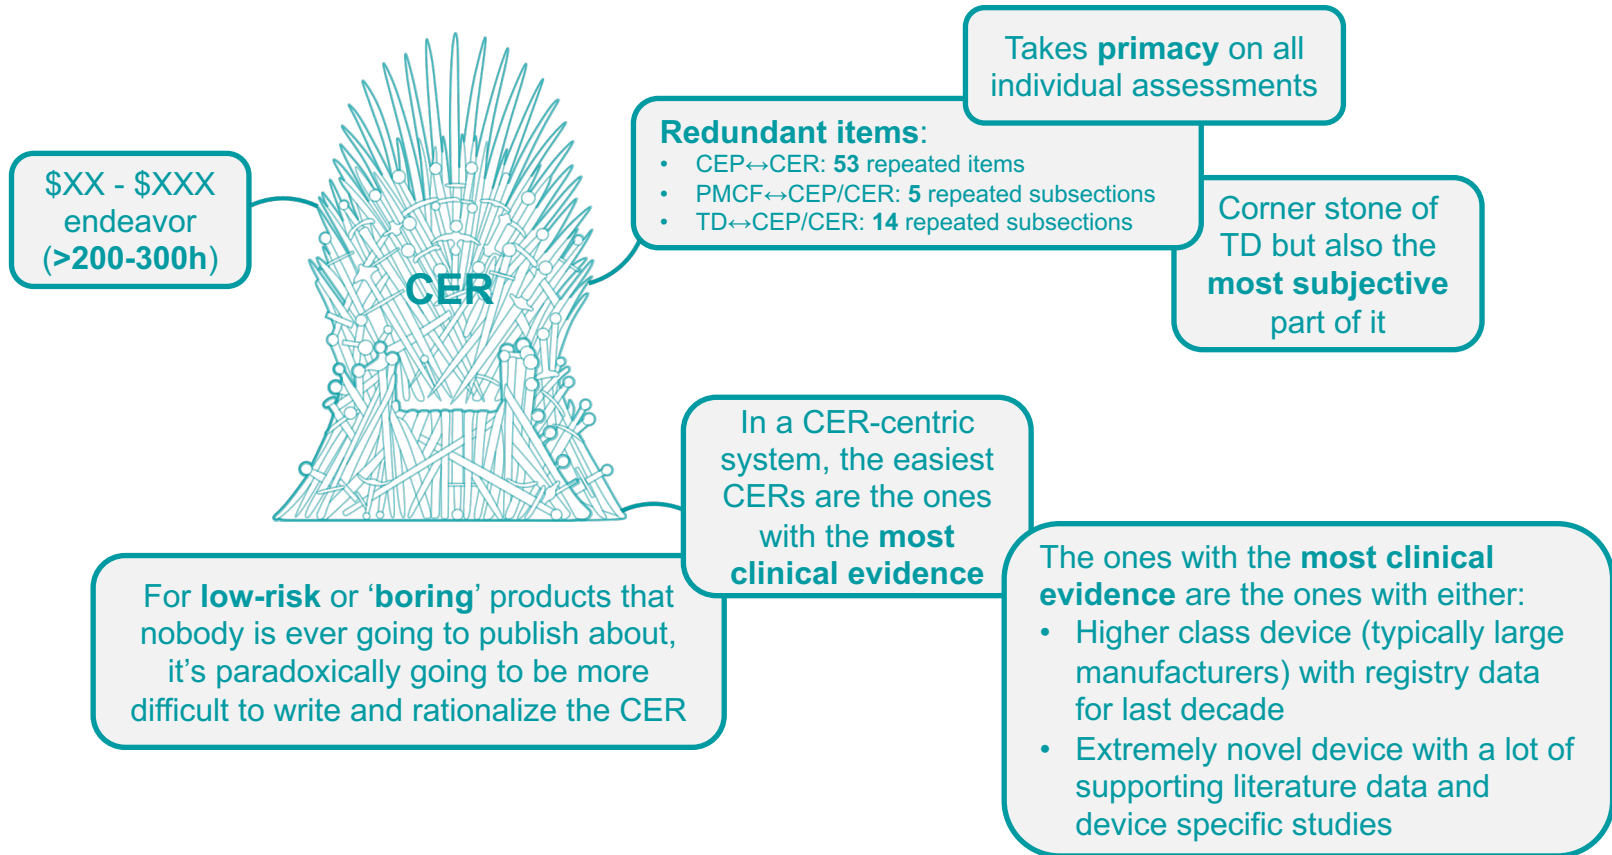 Takes primacy on all
individual assessments
Redundant items:
• CEP↔CER: 53 repeated items
• PMCF↔CEP/CER: 5 repeated subsections
• TD↔CEP/CER: 14 repeated subsections
$XX - $XXX
endeavor
(>200-300h)
Corner stone of
TD but also the
most subjective
part of it
CER
In a CER-centric
system, the easiest
CERs are the ones
with the most
clinical evidence
For low-risk or ‘boring’ products that
nobody is ever going to publish about,
it’s paradoxically going to be more
difficult to write and rationalize the CER
The ones with the most clinical
evidence are the ones with either:
• Higher class device (typically large
manufacturers) with registry data
for last decade
• Extremely novel device with a lot of
supporting literature data and
device specific studies